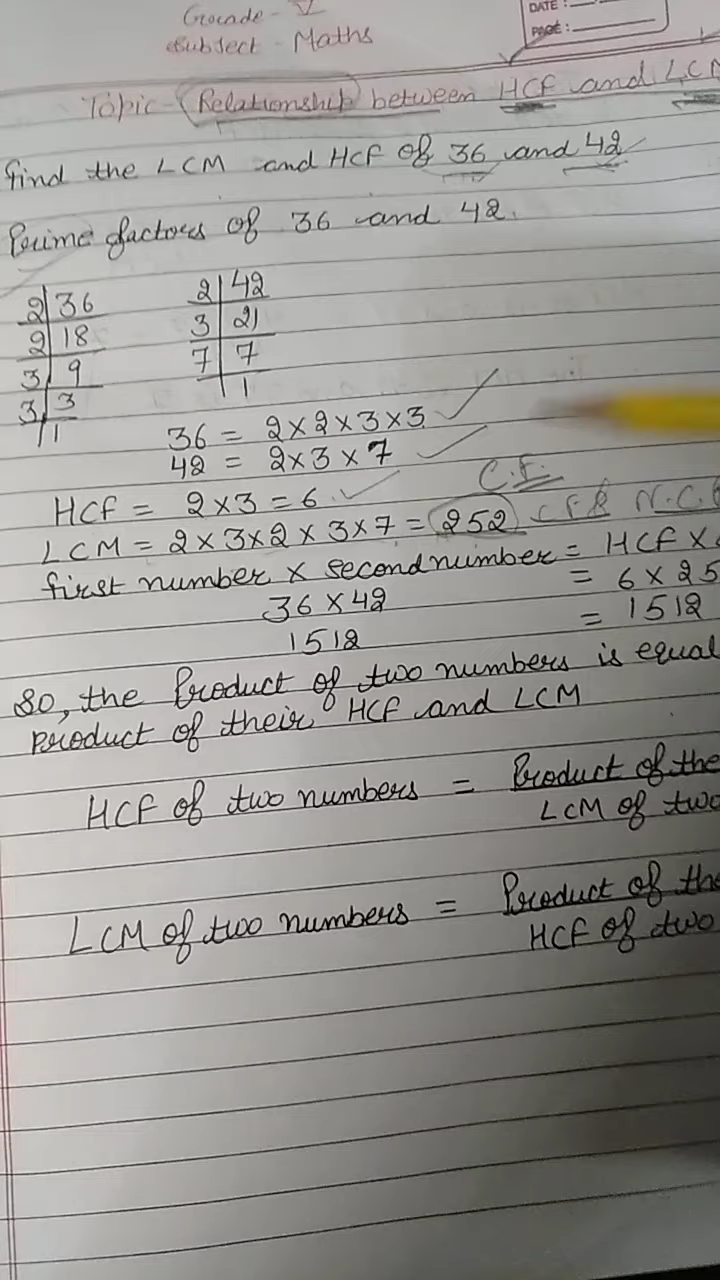 Grade - V
Subject - Maths
DATE :
PAGE :
Topic - Relationship between HCF and LCM
find the LCM and HCF of 36 and 42
Prime factors of 36 and 42.
2 36 2 42
2 18 3 21
3 9 7 7
3 3 1
1
36 = 2×2×3×3
42 = 2×3×7
HCF = 2×3 = 6
C.F.
LCM = 2×3×2×3×7 = 252 CF & N.C.
first number × second number = HCF ×
36×42 = 6×25
1512 = 1512
So, the Product of two numbers is equal
product of their HCF and LCM
HCF of two numbers = Product of the
LCM of two
LCM of two numbers = Product of the
HCF of two